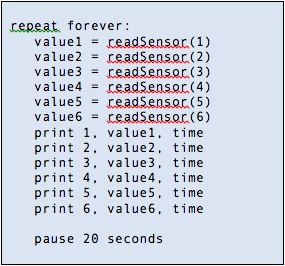 repeat forever:
value1 = readSensor(1)
value2 = readSensor(2)
value3 = readSensor(3)
value4 = readSensor(4)
value5 = readSensor(5)
value6 = readSensor(6)
print 1, value1, time
print 2, value2, time
print 3, value3, time
print 4, value4, time
print 5, value5, time
print 6, value6, time
pause 20 seconds